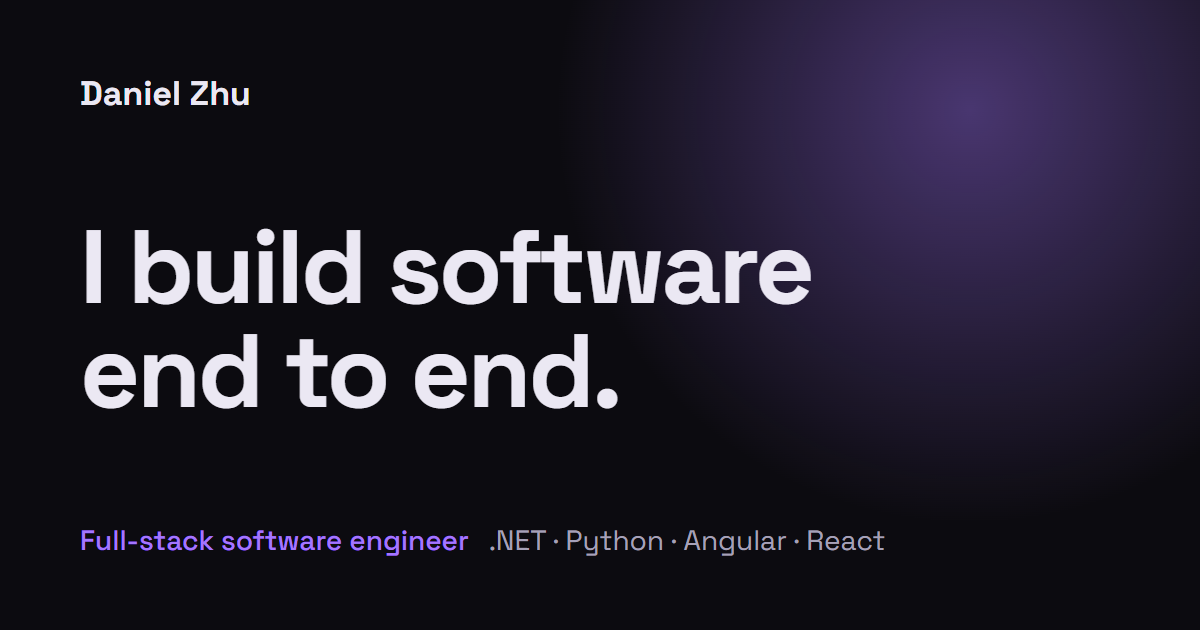 Daniel Zhu
I build software
end to end.
Full-stack software engineer .NET · Python · Angular · React